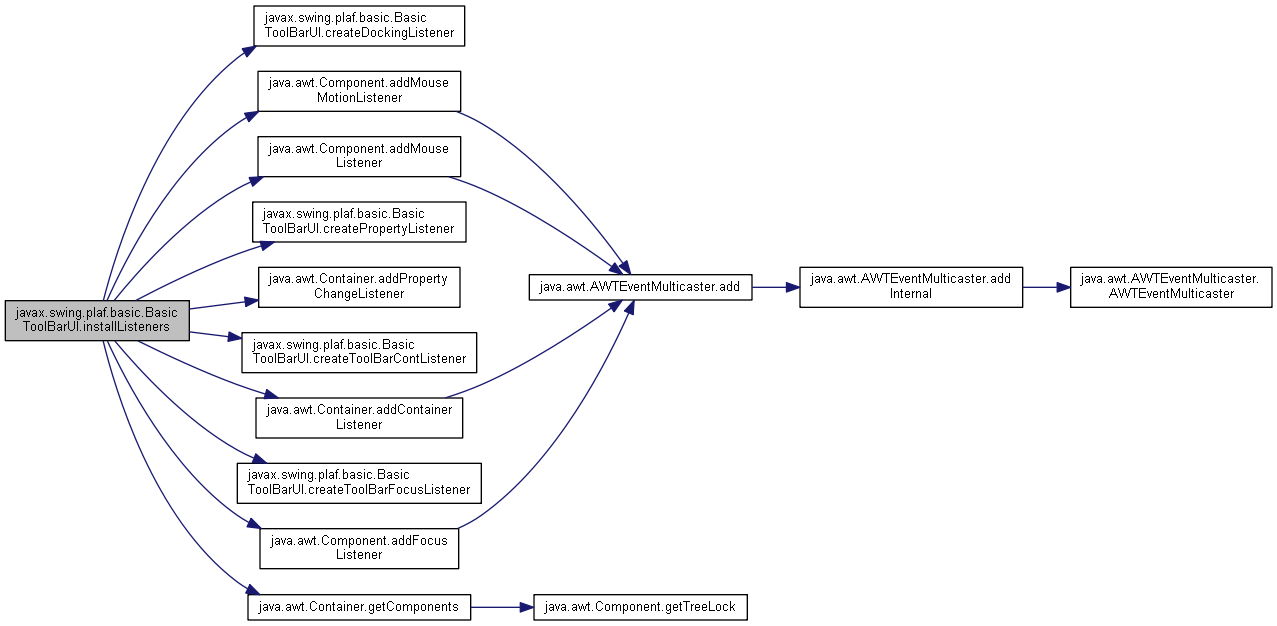 javax.swing.plaf.basic.Basic
ToolBarUI.installListeners
javax.swing.plaf.basic.Basic
ToolBarUI.createDockingListener
java.awt.Component.addMouse
MotionListener
java.awt.Component.addMouse
Listener
javax.swing.plaf.basic.Basic
ToolBarUI.createPropertyListener
java.awt.Container.addProperty
ChangeListener
javax.swing.plaf.basic.Basic
ToolBarUI.createToolBarContListener
java.awt.Container.addContainer
Listener
javax.swing.plaf.basic.Basic
ToolBarUI.createToolBarFocusListener
java.awt.Component.addFocus
Listener
java.awt.Container.getComponents
java.awt.AWTEventMulticaster.add
java.awt.AWTEventMulticaster.add
Internal
java.awt.AWTEventMulticaster.
AWTEventMulticaster
java.awt.Component.getTreeLock